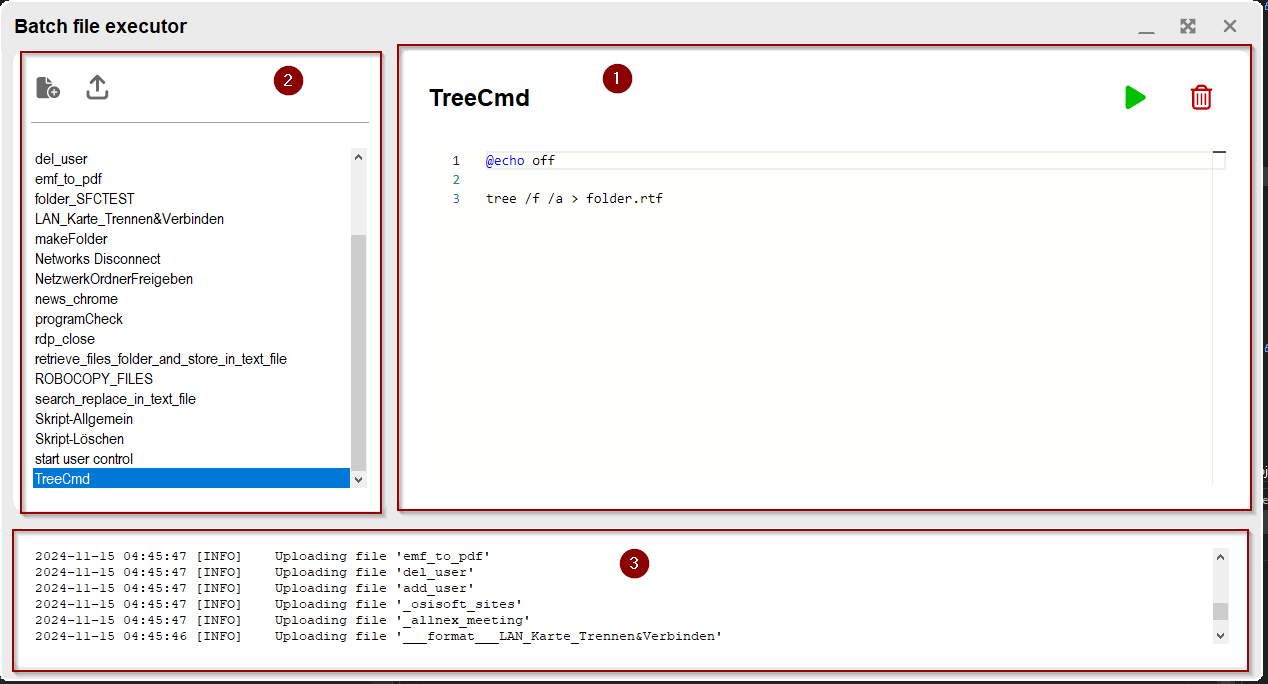 Batch file executor
2
1
TreeCmd
1 @echo off
2
3 tree /f /a > folder.rtf
del_user
emf_to_pdf
folder_SFCTEST
LAN_Karte_Trennen&Verbinden
makeFolder
Networks Disconnect
NetzwerkOrdnerFreigeben
news_chrome
programCheck
rdp_close
retrieve_files_folder_and_store_in_text_file
ROBOCOPY_FILES
search_replace_in_text_file
Skript-Allgemein
Skript-Löschen
start user control
TreeCmd
3
2024-11-15 04:45:47 [INFO] Uploading file 'emf_to_pdf'
2024-11-15 04:45:47 [INFO] Uploading file 'del_user'
2024-11-15 04:45:47 [INFO] Uploading file 'add_user'
2024-11-15 04:45:47 [INFO] Uploading file '_osisoft_sites'
2024-11-15 04:45:47 [INFO] Uploading file '_allnex_meeting'
2024-11-15 04:45:46 [INFO] Uploading file '___format___LAN_Karte_Trennen&Verbinden'